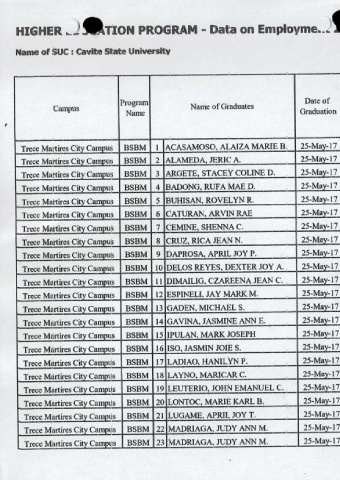 HIGHER TION PROGRAM - Data on Employme
Name of SUC : Cavite State University
Campus Program Name Name of Graduates Date of Graduation
Trece Martires City Campus BSBM 1 ACASAMOSO, ALAIZA MARIE B. 25-May-17
Trece Martires City Campus BSBM 2 ALAMEDA, JERIC A. 25-May-17
Trece Martires City Campus BSBM 3 ARGETE, STACEY COLINE D. 25-May-17
Trece Martires City Campus BSBM 4 BADONG, RUFA MAE D. 25-May-17
Trece Martires City Campus BSBM 5 BUHISAN, ROVELYN R. 25-May-17
Trece Martires City Campus BSBM 6 CATURAN, ARVIN RAE 25-May-17
Trece Martires City Campus BSBM 7 CEMINE, SHENNA C. 25-May-17
Trece Martires City Campus BSBM 8 CRUZ, RICA JEAN N. 25-May-17
Trece Martires City Campus BSBM 9 DAPROSA, APRIL JOY P. 25-May-17
Trece Martires City Campus BSBM 10 DELOS REYES, DEXTER JOY A. 25-May-17
Trece Martires City Campus BSBM 11 DIMAILIG, CZAREENA JEAN C. 25-May-17
Trece Martires City Campus BSBM 12 ESPINELI, JAY MARK M. 25-May-17
Trece Martires City Campus BSBM 13 GADEN, MICHAEL S. 25-May-17
Trece Martires City Campus BSBM 14 GAVINA, JASMINE ANN E. 25-May-17
Trece Martires City Campus BSBM 15 IPULAN, MARK JOSEPH 25-May-17
Trece Martires City Campus BSBM 16 ISO, JASMIN JOIE S. 25-May-17
Trece Martires City Campus BSBM 17 LADIAO, HANILYN P. 25-May-17
Trece Martires City Campus BSBM 18 LAYNO, MARICAR C. 25-May-17
Trece Martires City Campus BSBM 19 LEUTERIO, JOHN EMANUEL C. 25-May-17
Trece Martires City Campus BSBM 20 LONTOC, MARIE KARL B. 25-May-17
Trece Martires City Campus BSBM 21 LUGAME, APRIL JOY T. 25-May-17
Trece Martires City Campus BSBM 22 MADRIAGA, JUDY ANN M. 25-May-17
Trece Martires City Campus BSBM 23 MADRIAGA, JUDY ANN M. 25-May-17